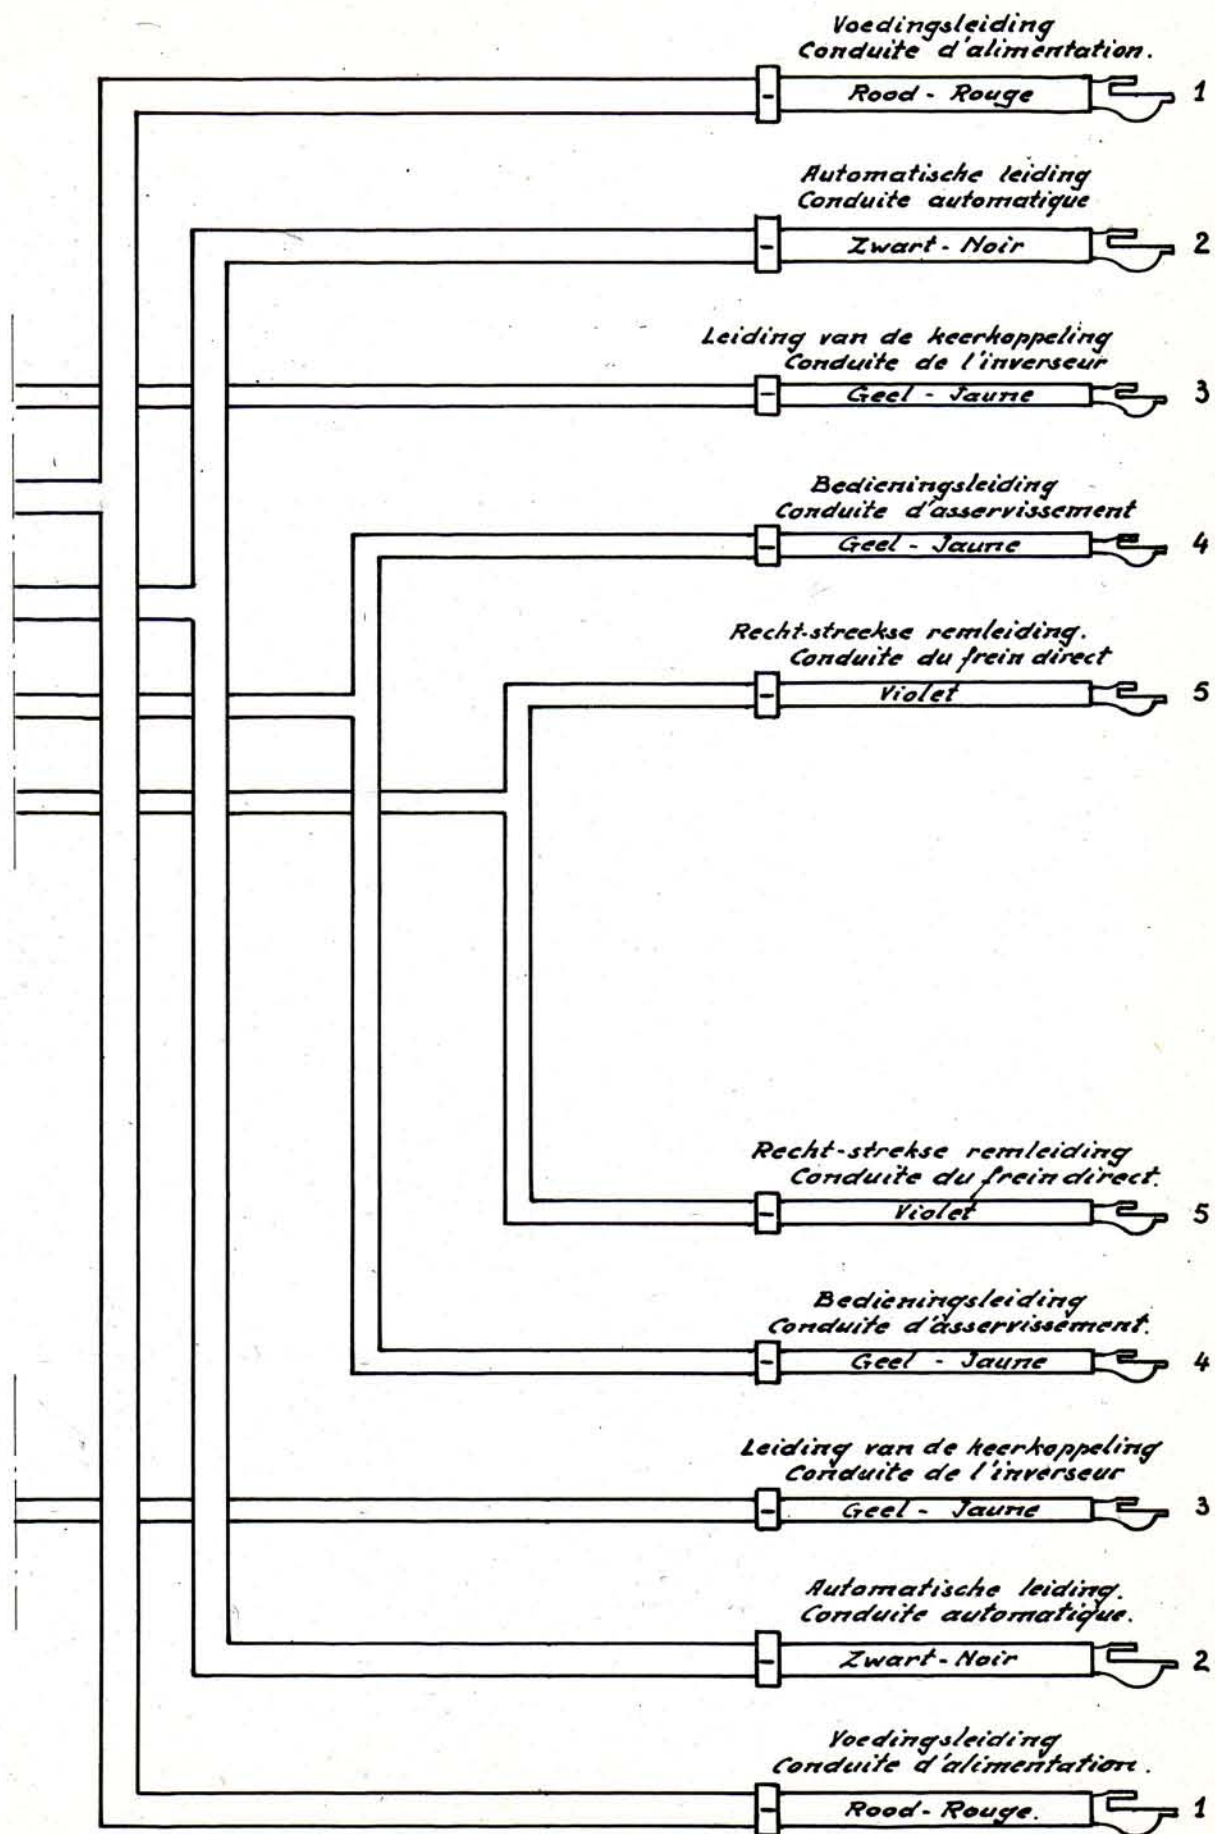 Voedingsleiding
Conduite d'alimentation.
Rood - Rouge 1
Automatische leiding
Conduite automatique
Zwart - Noir 2
Leiding van de keerkoppeling
Conduite de l'inverseur
Geel - Jaune 3
Bedieningsleiding
Conduite d'asservissement
Geel - Jaune 4
Recht-streekse remleiding.
Conduite du frein direct
Violet 5
Recht-strekse remleiding
Conduite du frein direct.
Violet 5
Bedieningsleiding
Conduite d'asservissement.
Geel - Jaune 4
Leiding van de keerkoppeling
Conduite de l'inverseur
Geel - Jaune 3
Automatische leiding.
Conduite automatique.
Zwart - Noir 2
Voedingsleiding
Conduite d'alimentation.
Rood - Rouge. 1